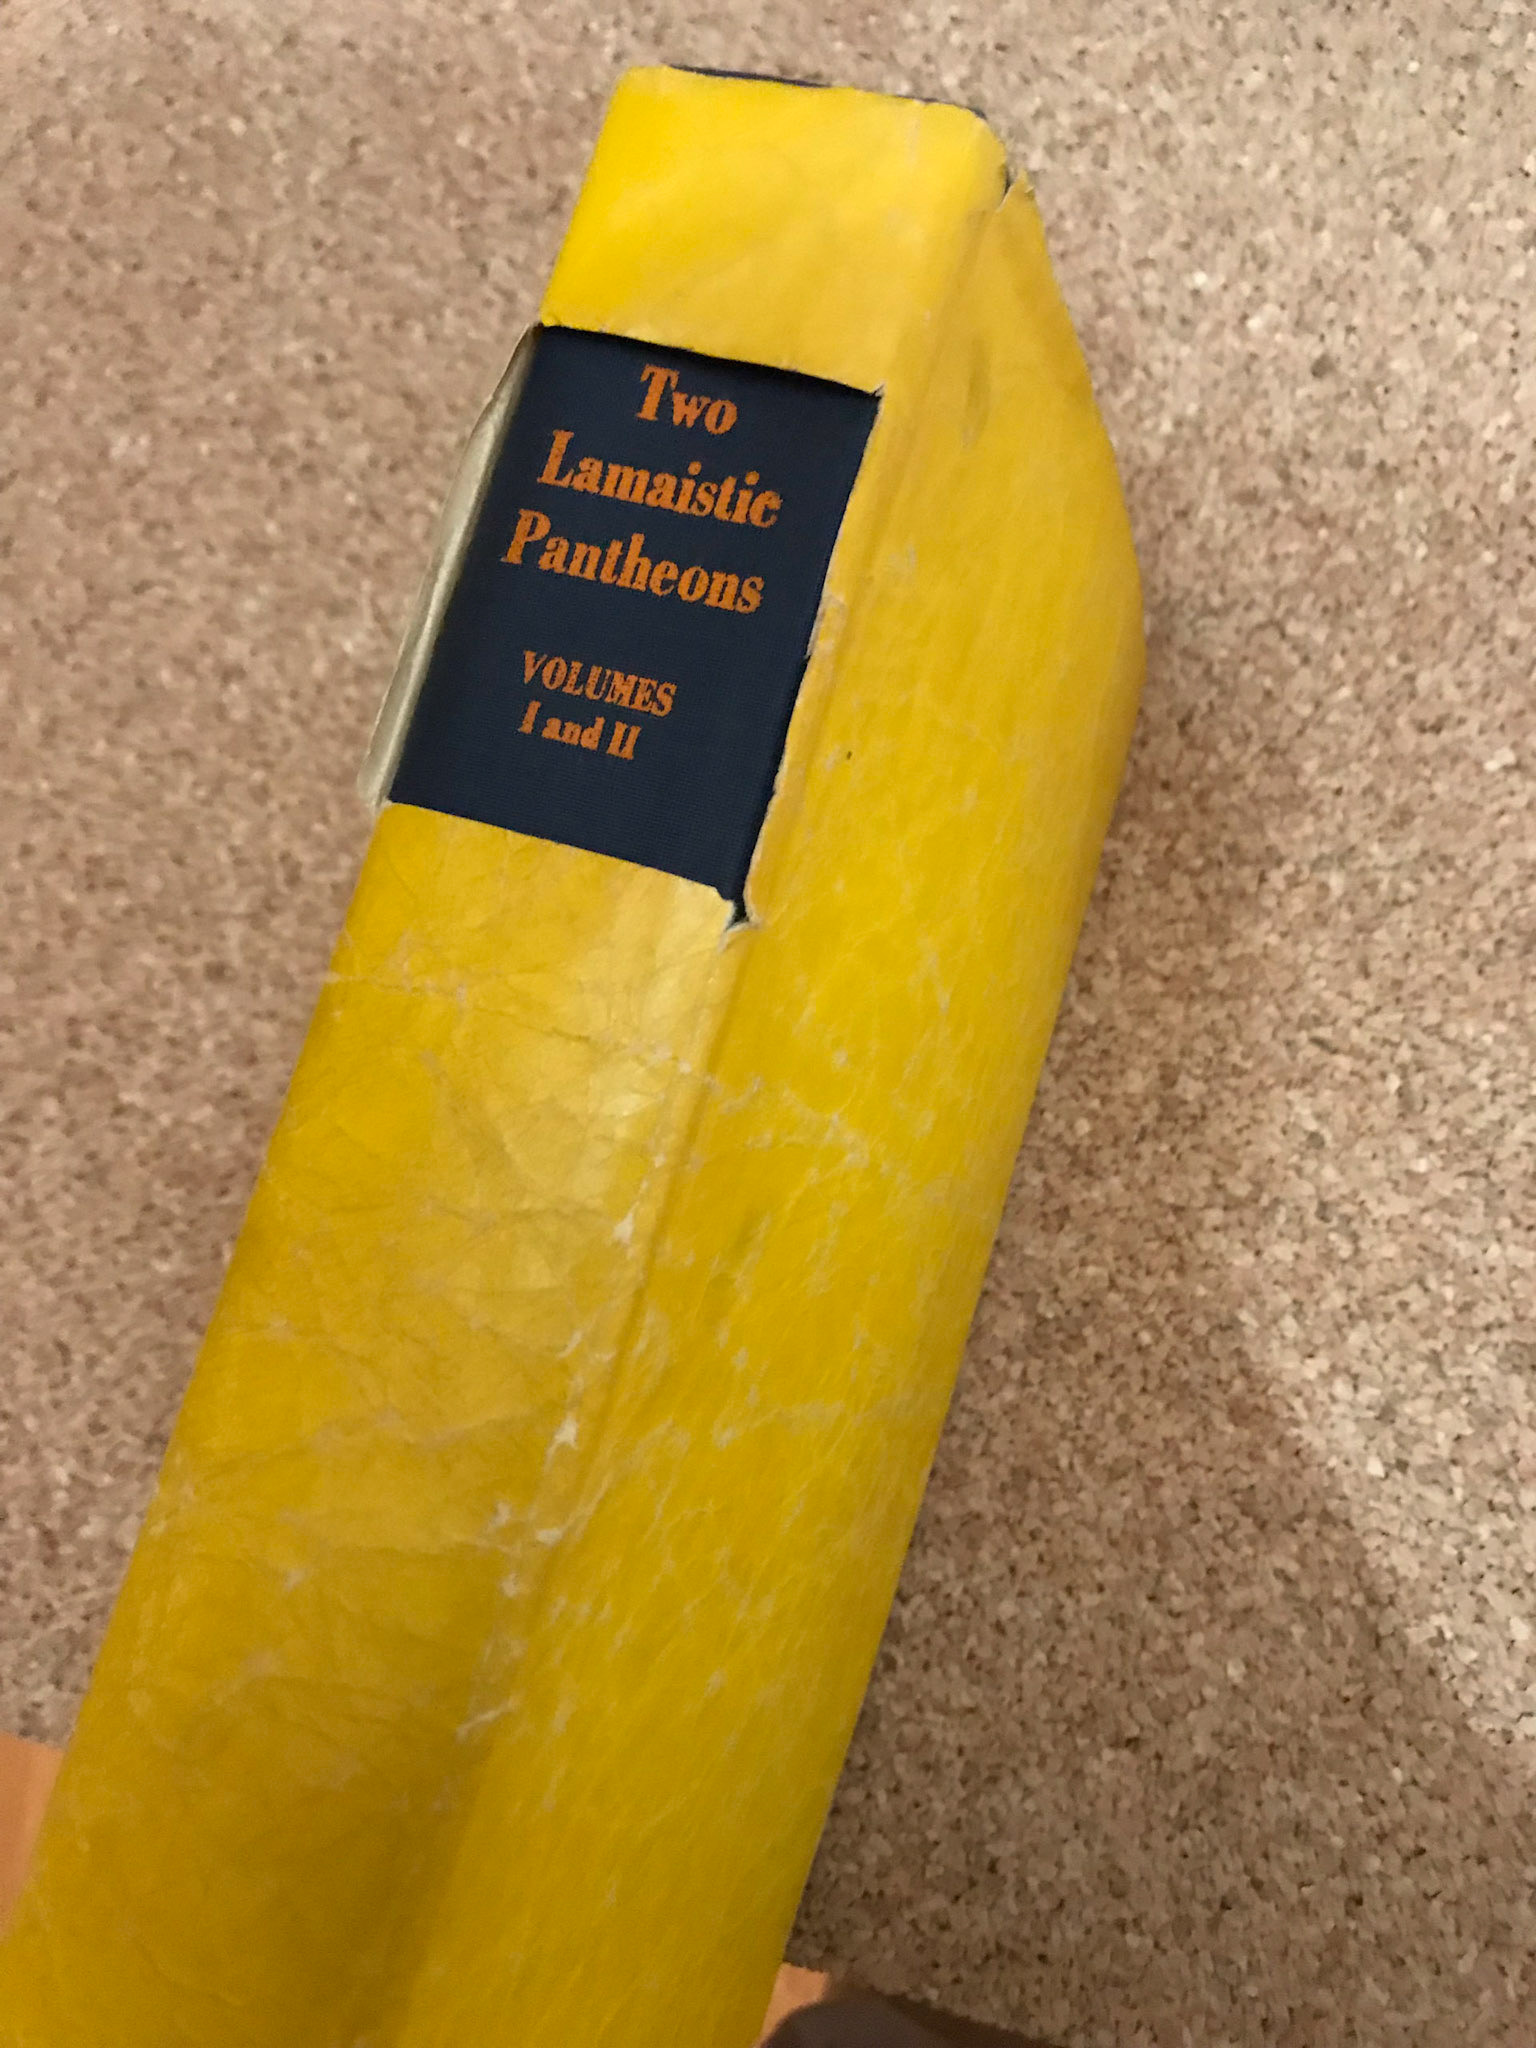 Two
Lamaistic
Pantheons
VOLUMES
I and II